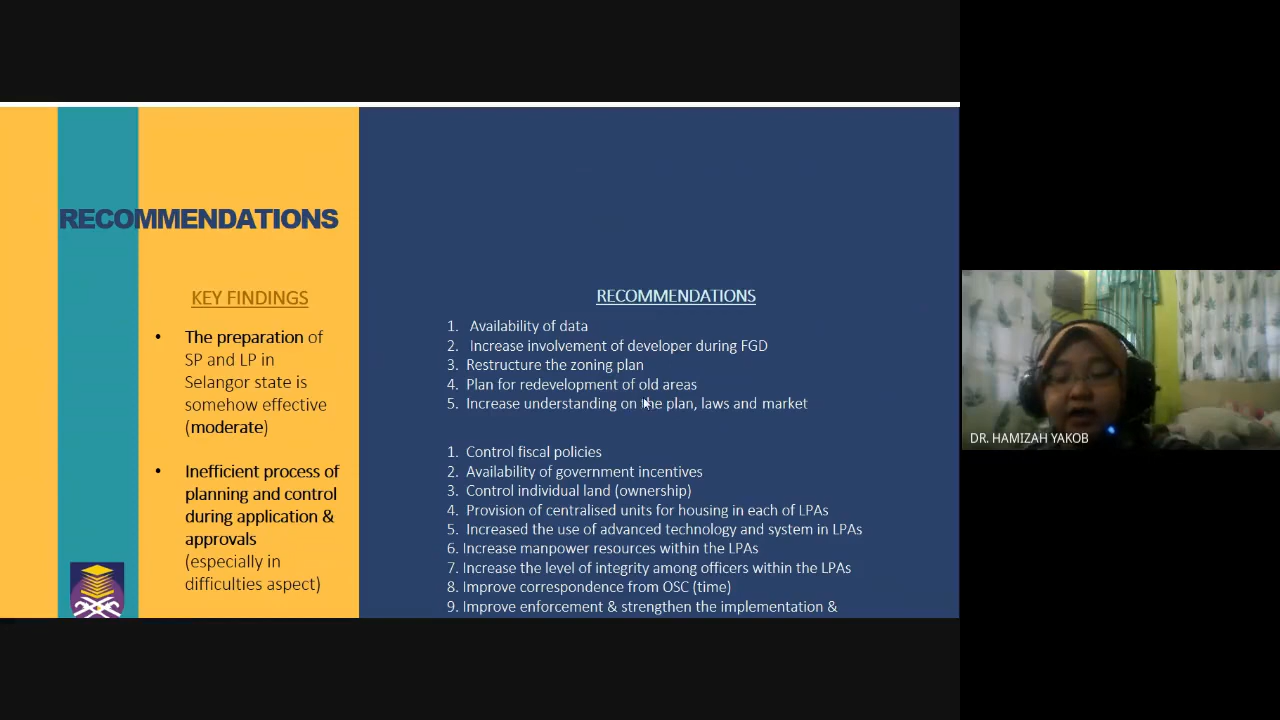 RECOMMENDATIONS
KEY FINDINGS
• The preparation of
SP and LP in
Selangor state is
somehow effective
(moderate)
• Inefficient process of
planning and control
during application &
approvals
(especially in
difficulties aspect)
RECOMMENDATIONS
1. Availability of data
2. Increase involvement of developer during FGD
3. Restructure the zoning plan
4. Plan for redevelopment of old areas
5. Increase understanding on the plan, laws and market
1. Control fiscal policies
2. Availability of government incentives
3. Control individual land (ownership)
4. Provision of centralised units for housing in each of LPAs
5. Increased the use of advanced technology and system in LPAs
6. Increase manpower resources within the LPAs
7. Increase the level of integrity among officers within the LPAs
8. Improve correspondence from OSC (time)
9. Improve enforcement & strengthen the implementation &
DR. HAMIZAH YAKOB